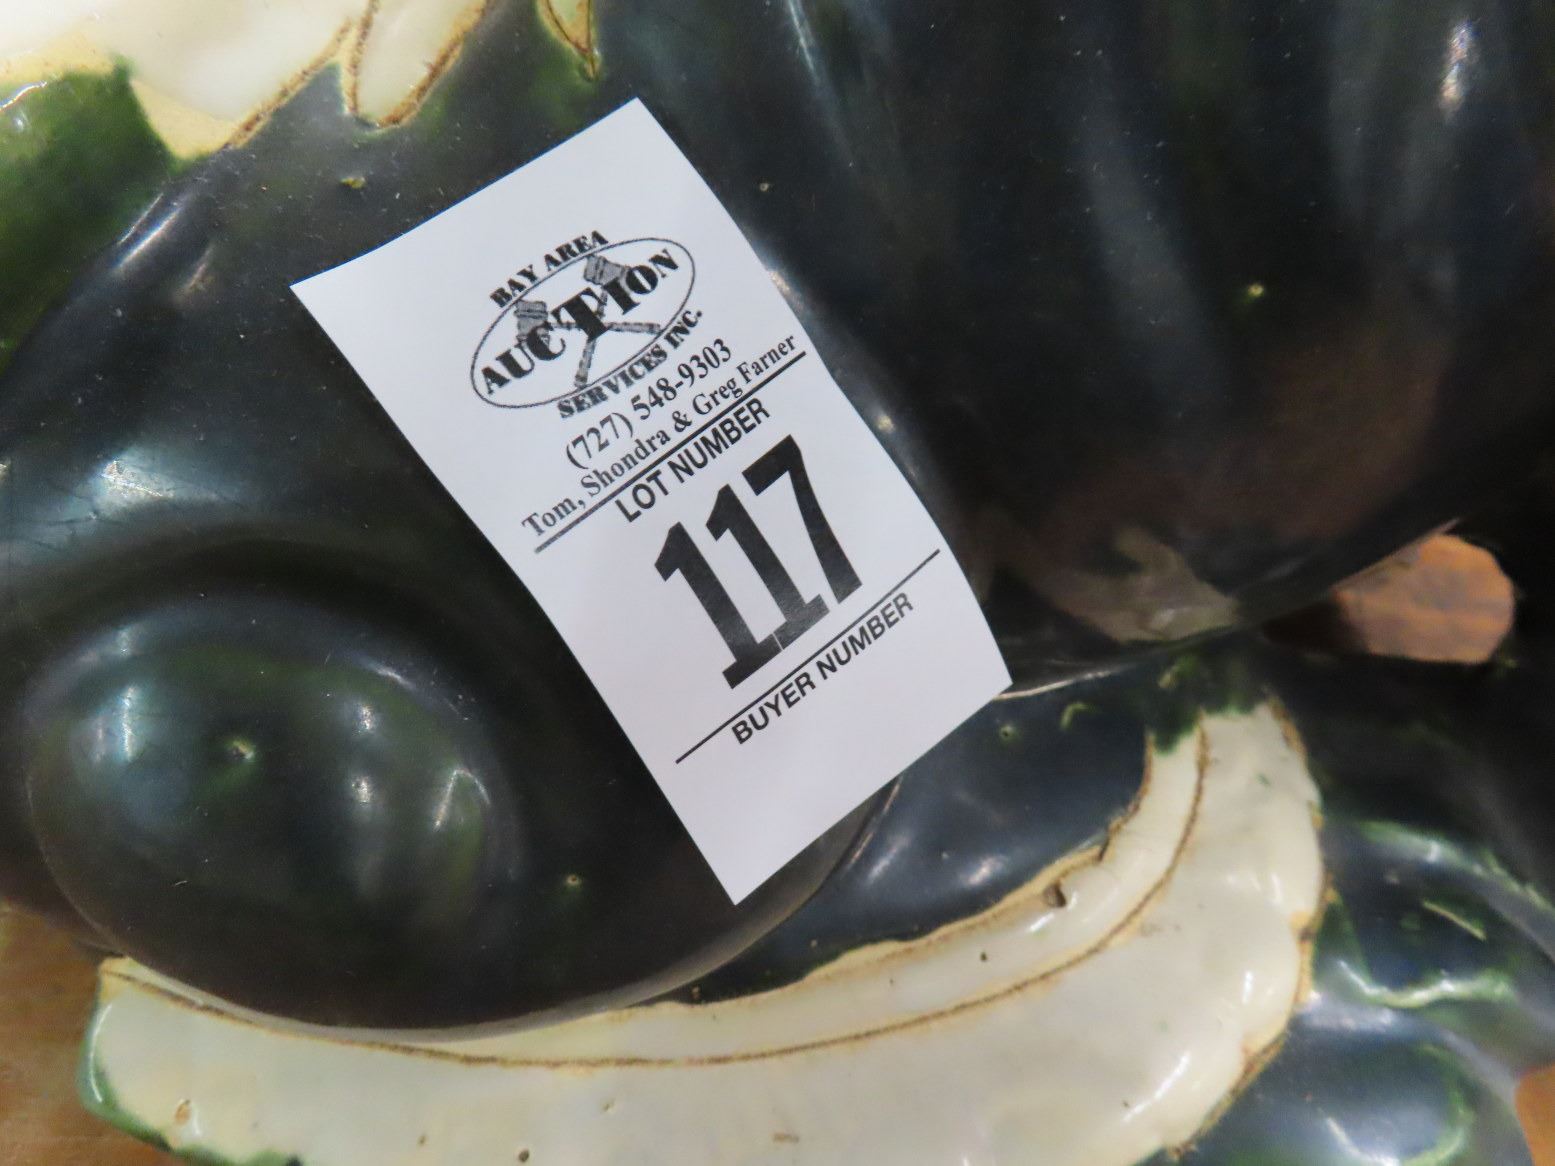 BAY AREA
AUCTION
SERVICES INC.
(727) 548-9303
Tom, Shondra & Greg Farner
LOT NUMBER
117
BUYER NUMBER